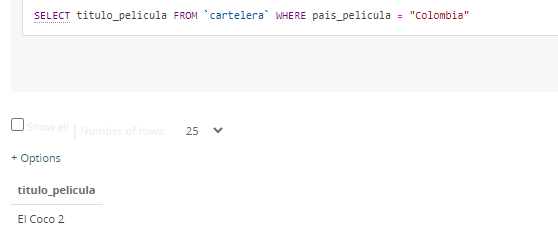 SELECT titulo_pelicula FROM `cartelera` WHERE pais_pelicula = "Colombia"
Show all | Number of rows: 25
+ Options
titulo_pelicula
El Coco 2